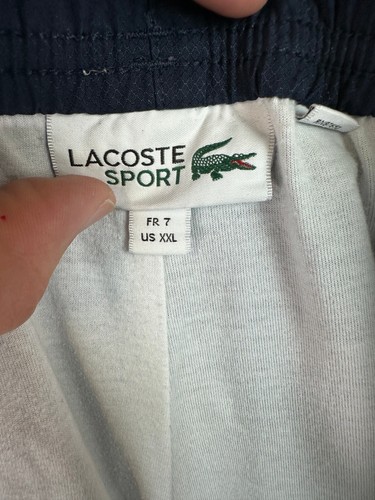 LACOSTE
SPORT
FR 7
US XXL